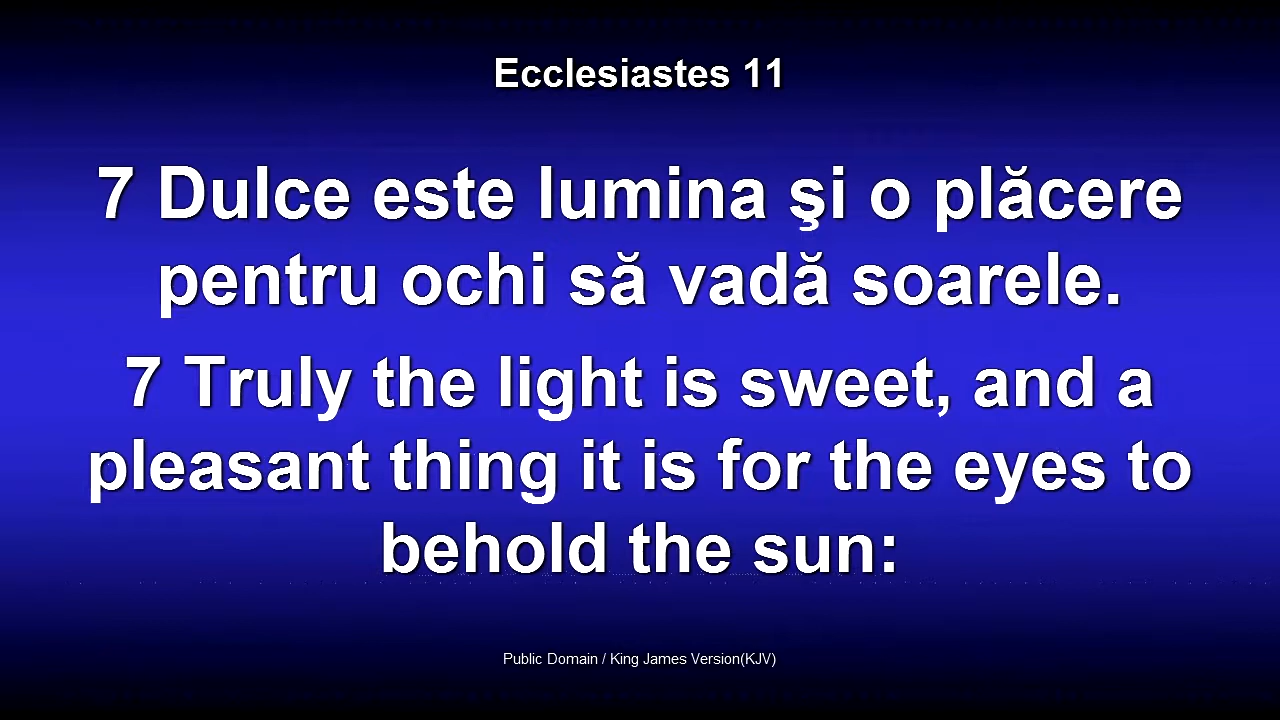 Ecclesiastes 11
7 Dulce este lumina şi o plăcere
pentru ochi să vadă soarele.
7 Truly the light is sweet, and a
pleasant thing it is for the eyes to
behold the sun:
Public Domain / King James Version(KJV)